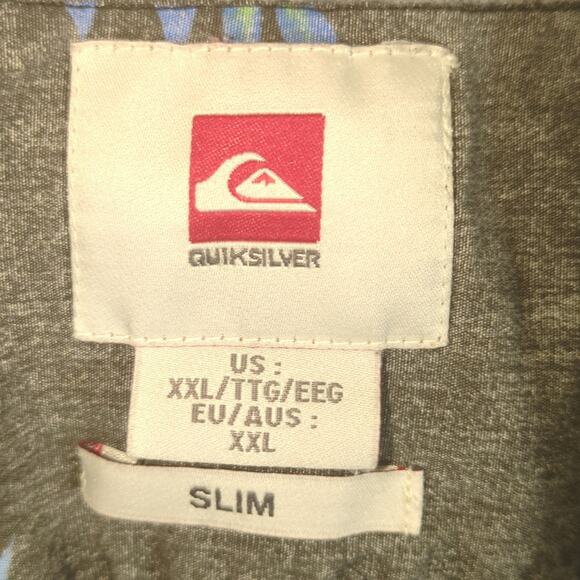 QUIKSILVER
US :
XXL/TTG/EEG
EU/AUS :
XXL
SLIM